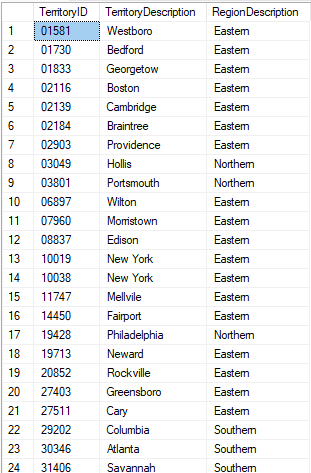 TerritoryID TerritoryDescription RegionDescription
1 01581 Westboro Eastern
2 01730 Bedford Eastern
3 01833 Georgetow Eastern
4 02116 Boston Eastern
5 02139 Cambridge Eastern
6 02184 Braintree Eastern
7 02903 Providence Eastern
8 03049 Hollis Northern
9 03801 Portsmouth Northern
10 06897 Wilton Eastern
11 07960 Morristown Eastern
12 08837 Edison Eastern
13 10019 New York Eastern
14 10038 New York Eastern
15 11747 Mellvile Eastern
16 14450 Fairport Eastern
17 19428 Philadelphia Northern
18 19713 Neward Eastern
19 20852 Rockville Eastern
20 27403 Greensboro Eastern
21 27511 Cary Eastern
22 29202 Columbia Southern
23 30346 Atlanta Southern
24 31406 Savannah Southern